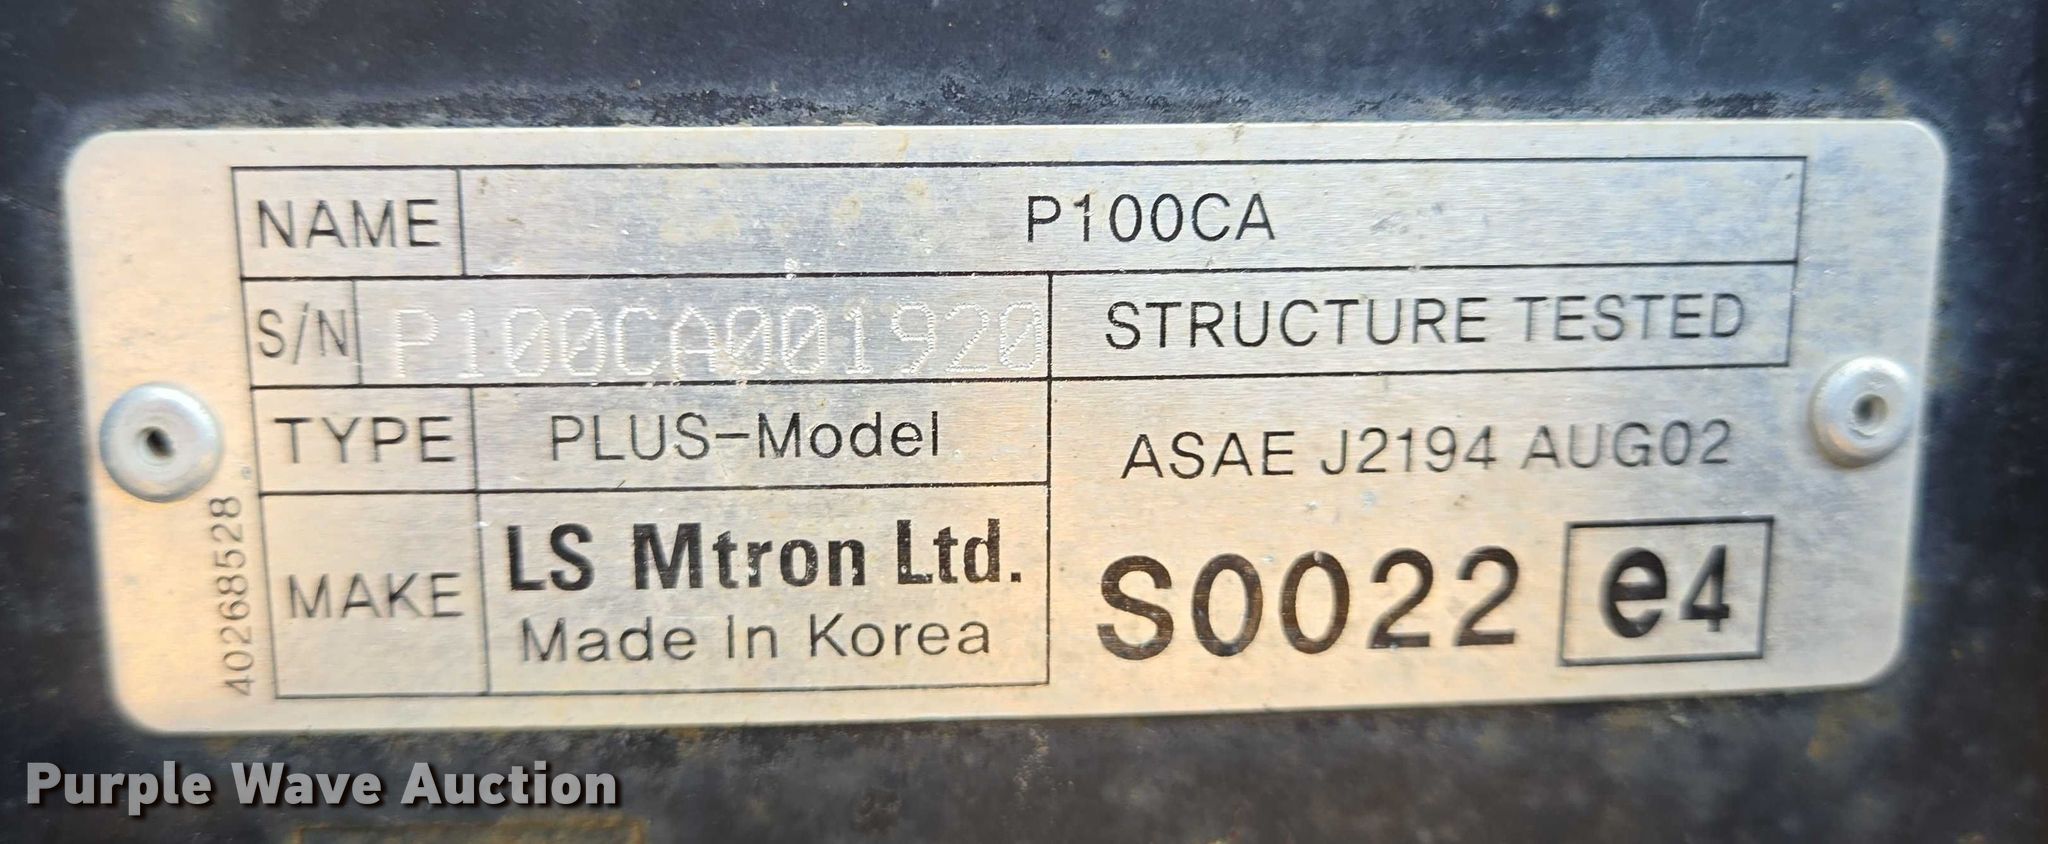 NAME P100CA
S/N P100CA001920 STRUCTURE TESTED
TYPE PLUS-Model ASAE J2194 AUG02
MAKE LS Mtron Ltd. S0022 e4
Made In Korea
40268528
Purple Wave Auction